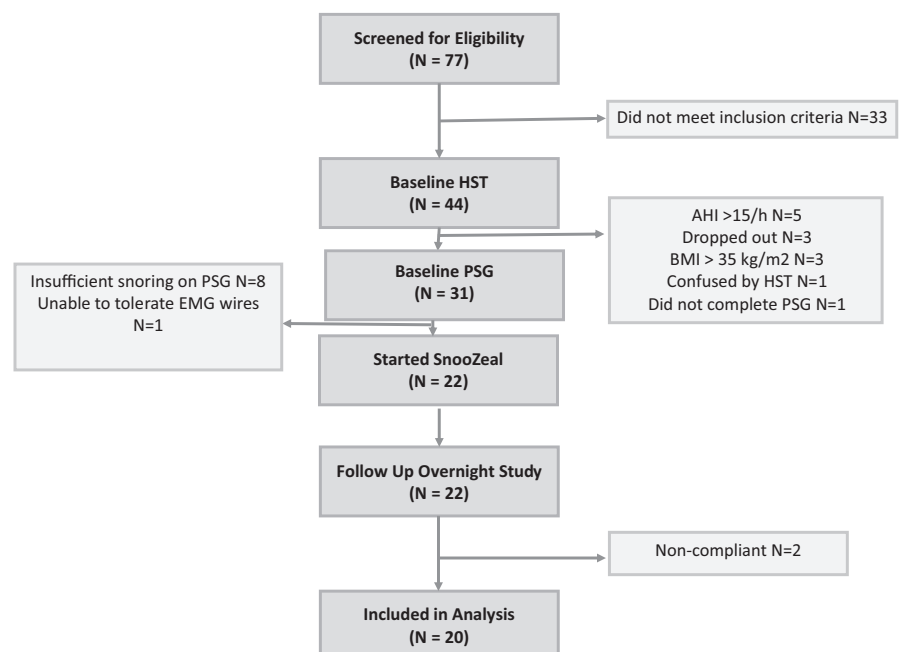 Screened for Eligibility
(N = 77)
Did not meet inclusion criteria N=33
Baseline HST
(N = 44)
AHI >15/h N=5
Dropped out N=3
BMI > 35 kg/m2 N=3
Confused by HST N=1
Did not complete PSG N=1
Baseline PSG
(N = 31)
Insufficient snoring on PSG N=8
Unable to tolerate EMG wires
N=1
Started SnooZeal
(N = 22)
Follow Up Overnight Study
(N = 22)
Non-compliant N=2
Included in Analysis
(N = 20)